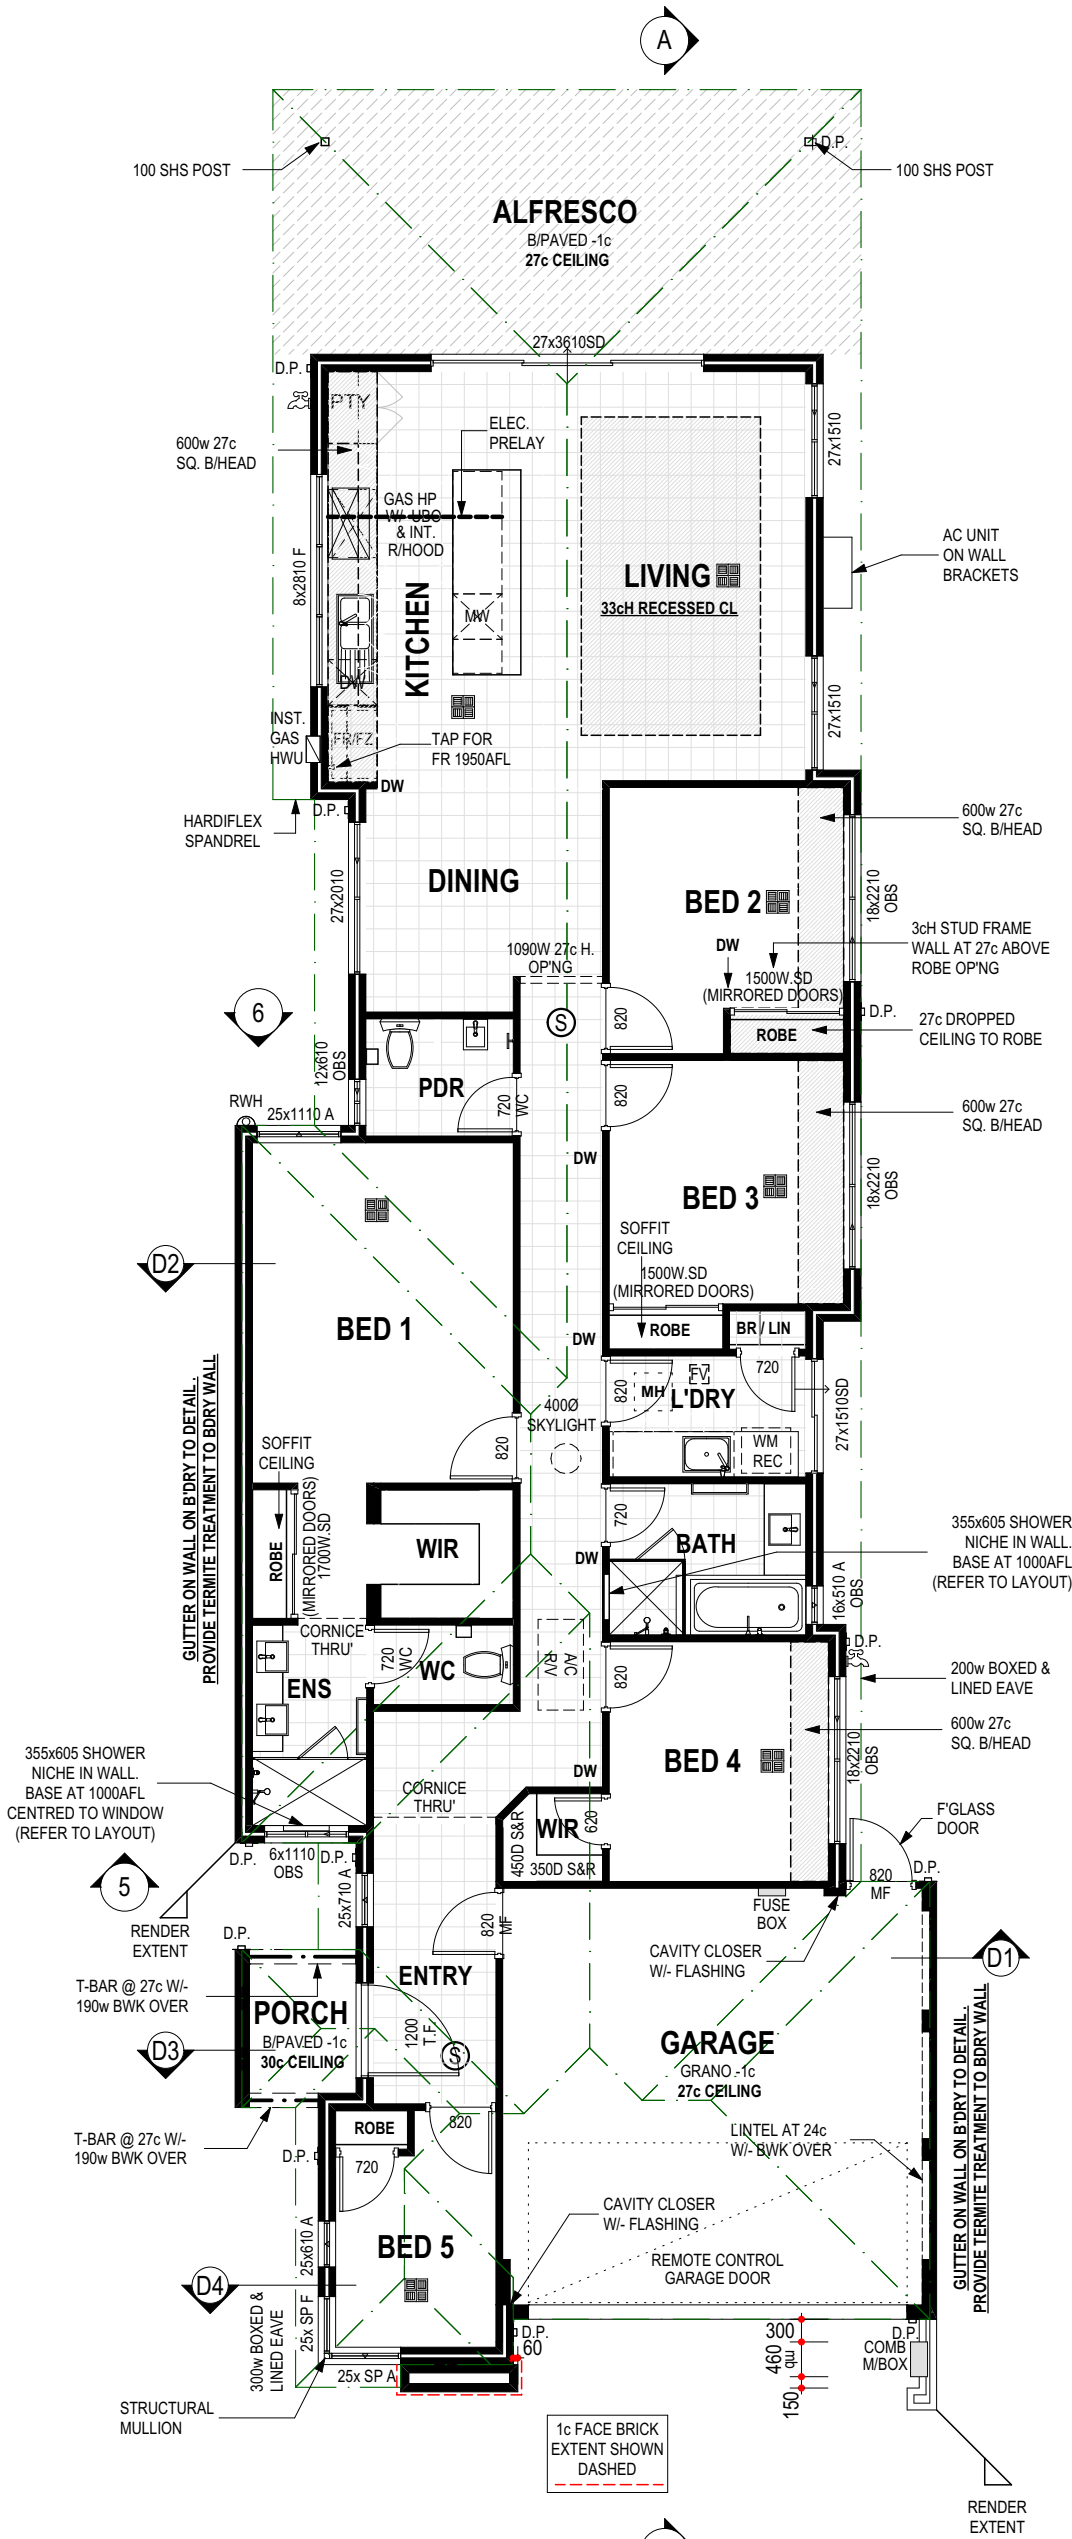 A
100 SHS POST
D.P.
100 SHS POST
ALFRESCO
B/PAVED -1c
27c CEILING
27x3610SD
D.P.
PTY
600w 27c
SQ. B/HEAD
ELEC.
PRELAY
27x1510
GAS HP
W/- UBO
& INT.
R/HOOD
8x2810 F
AC UNIT
ON WALL
BRACKETS
LIVING
33cH RECESSED CL
KITCHEN
MW
DW
27x1510
INST.
GAS
HWU
FR/FZ
TAP FOR
FR 1950AFL
DW
D.P.
HARDIFLEX
SPANDREL
600w 27c
SQ. B/HEAD
DINING
27x2010
BED 2
18x2210
OBS
3cH STUD FRAME
WALL AT 27c ABOVE
ROBE OP'NG
DW
1090W 27c H.
OP'NG
1500W.SD
(MIRRORED DOORS)
D.P.
6
S
820
ROBE
27c DROPPED
CEILING TO ROBE
12x610
OBS
PDR
720
WC
820
RWH
25x1110 A
600w 27c
SQ. B/HEAD
DW
BED 3
18x2210
OBS
D2
SOFFIT
CEILING
1500W.SD
(MIRRORED DOORS)
BED 1
DW
ROBE
BR / LIN
720
GUTTER ON WALL ON B'DRY TO DETAIL.
PROVIDE TERMITE TREATMENT TO BDRY WALL
820
MH
FV
L'DRY
27x1510SD
400Ø
SKYLIGHT
820
SOFFIT
CEILING
WM
REC
ROBE
(MIRRORED DOORS)
1700W.SD
WIR
720
BATH
DW
355x605 SHOWER
NICHE IN WALL.
BASE AT 1000AFL
(REFER TO LAYOUT)
16x510 A
OBS
CORNICE
THRU'
720
WC
WC
A/C
R/V
820
D.P.
ENS
200w BOXED &
LINED EAVE
600w 27c
SQ. B/HEAD
355x605 SHOWER
NICHE IN WALL.
BASE AT 1000AFL
CENTRED TO WINDOW
(REFER TO LAYOUT)
BED 4
18x2210
OBS
DW
CORNICE
THRU'
F'GLASS
DOOR
450D S&R
WIR
620
350D S&R
D.P.
6x1110
OBS
D.P.
D.P.
820
MF
5
25x710 A
FUSE
BOX
RENDER
EXTENT
D.P.
820
MF
CAVITY CLOSER
W/- FLASHING
D1
ENTRY
T-BAR @ 27c W/-
190w BWK OVER
PORCH
B/PAVED -1c
30c CEILING
D3
1200
T.F.
S
GARAGE
GRANO -1c
27c CEILING
GUTTER ON WALL ON B'DRY TO DETAIL.
PROVIDE TERMITE TREATMENT TO BDRY WALL
T-BAR @ 27c W/-
190w BWK OVER
ROBE
820
D.P.
720
LINTEL AT 24c
W/- BWK OVER
CAVITY CLOSER
W/- FLASHING
BED 5
25x610 A
REMOTE CONTROL
GARAGE DOOR
D4
25x SP F
300w BOXED &
LINED EAVE
D.P.
60
300
460
mp
150
D.P.
COMB
M/BOX
25x SP A
STRUCTURAL
MULLION
1c FACE BRICK
EXTENT SHOWN
DASHED
RENDER
EXTENT